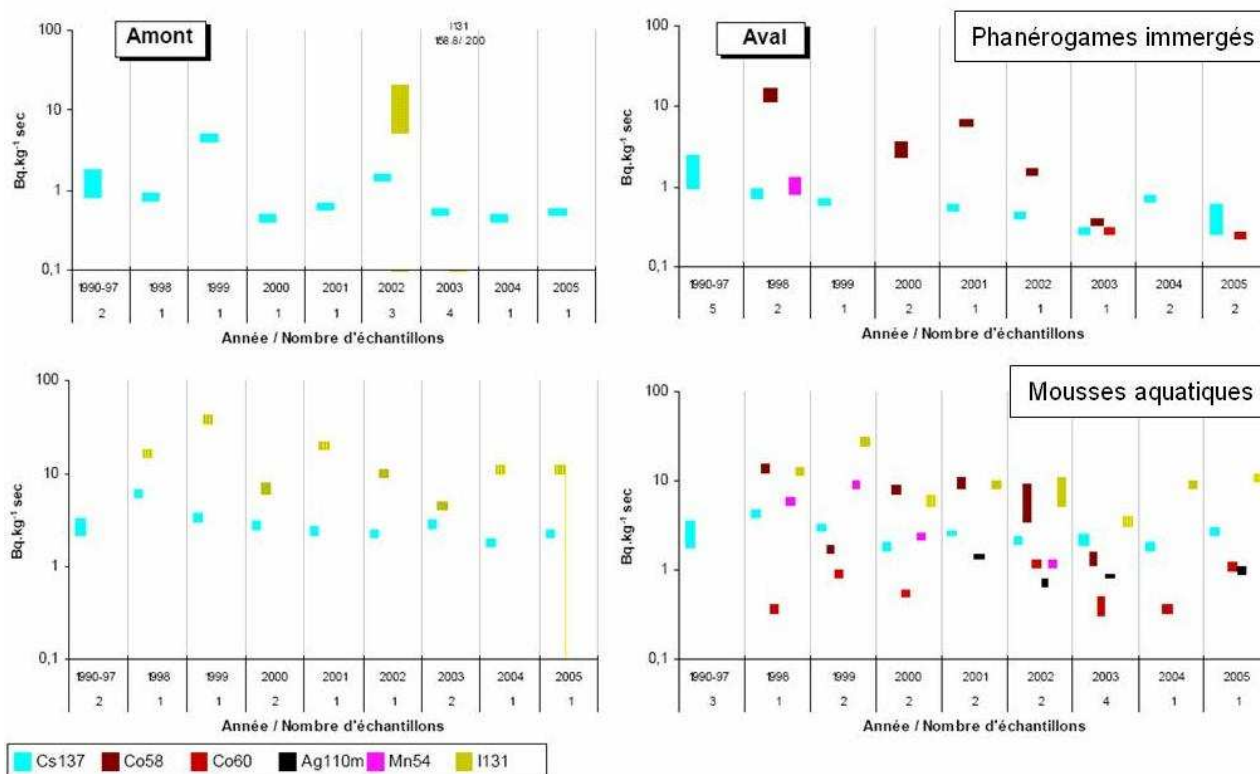 Amont
I131
158.8/ 200
100
10
1
0,1
Bq.kg⁻¹ sec
1990-97 1998 1999 2000 2001 2002 2003 2004 2005
2 1 1 1 1 3 4 1 1
Année / Nombre d'échantillons
Aval
Phanérogames immergés
100
10
1
0,1
Bq.kg⁻¹ sec
1990-97 1998 1999 2000 2001 2002 2003 2004 2005
5 2 1 2 1 1 1 2 2
Année / Nombre d'échantillons
100
10
1
0,1
Bq.kg⁻¹ sec
1990-97 1998 1999 2000 2001 2002 2003 2004 2005
2 1 1 2 1 1 2 1 1
Année / Nombre d'échantillons
Mousses aquatiques
100
10
1
0,1
Bq.kg⁻¹ sec
1990-97 1998 1999 2000 2001 2002 2003 2004 2005
3 1 2 2 2 2 4 1 1
Année / Nombre d'échantillons
Cs137 Co58 Co60 Ag110m Mn54 I131